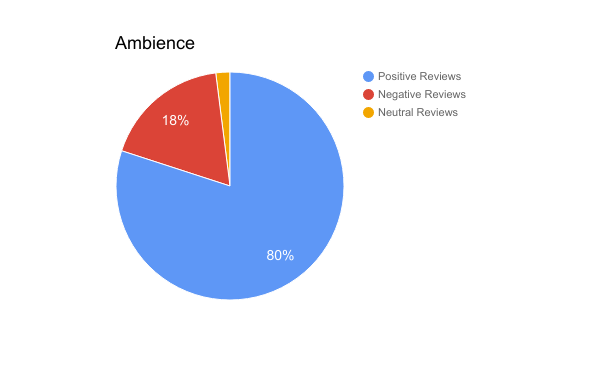 Ambience
Positive Reviews
Negative Reviews
Neutral Reviews
18%
80%